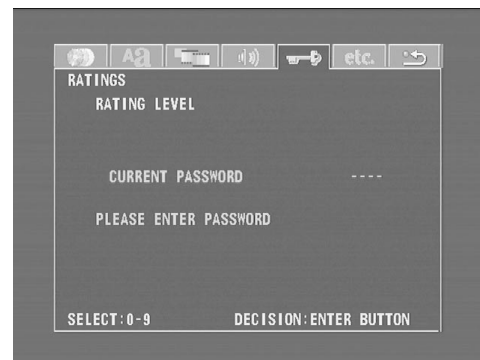 Aa etc.
RATINGS
RATING LEVEL
CURRENT PASSWORD ----
PLEASE ENTER PASSWORD
SELECT:0-9 DECISION:ENTER BUTTON